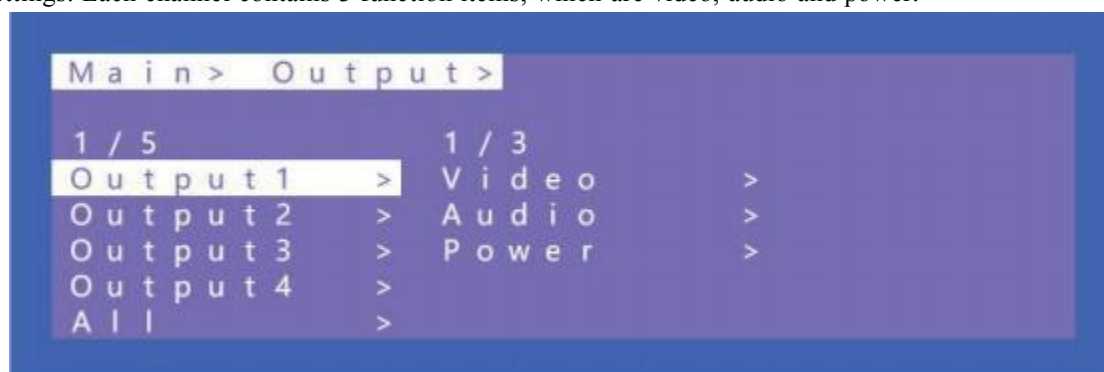 ettings. Each channel contains 3 function items, which are video, audio and power.
Main> Output>
1/5 1/3
Output1 > Video >
Output2 > Audio >
Output3 > Power >
Output4 >
All >